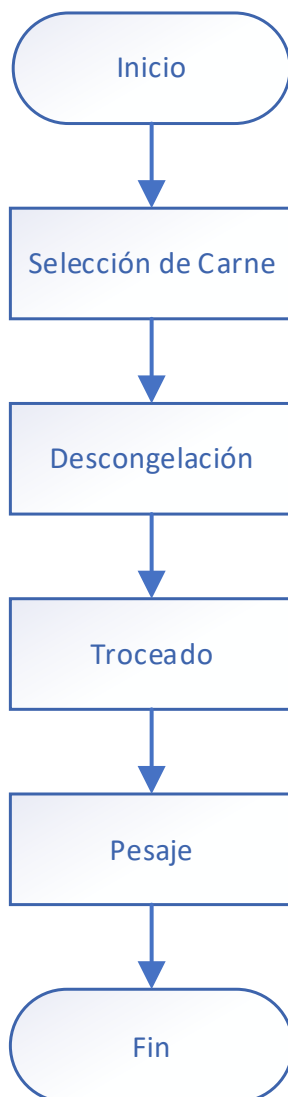 Inicio
Selección de Carne
Descongelación
Troceado
Pesaje
Fin